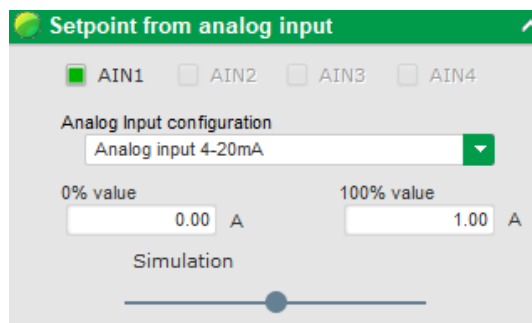 Setpoint from analog input
AIN1 AIN2 AIN3 AIN4
Analog Input configuration
Analog input 4-20mA
0% value 100% value
0.00 A 1.00 A
Simulation